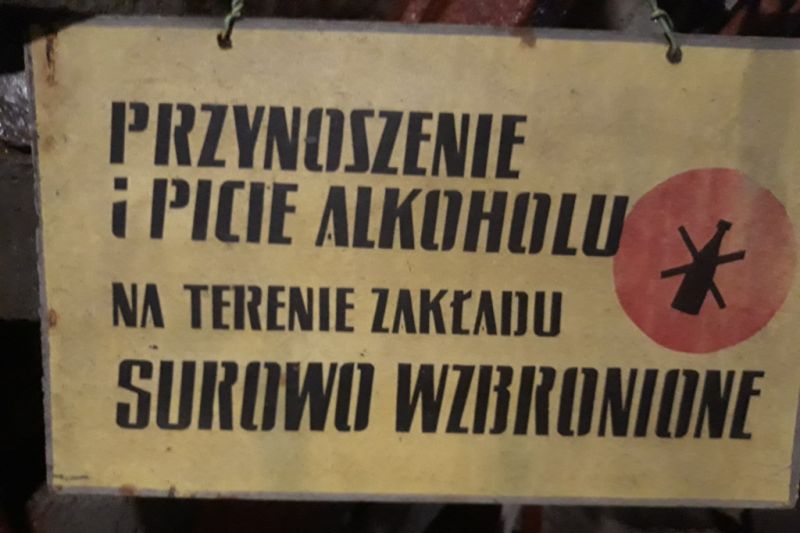 PRZYNOSZENIE
i PICIE ALKOHOLU
NA TERENIE ZAKŁADU
SUROWO WZBRONIONE